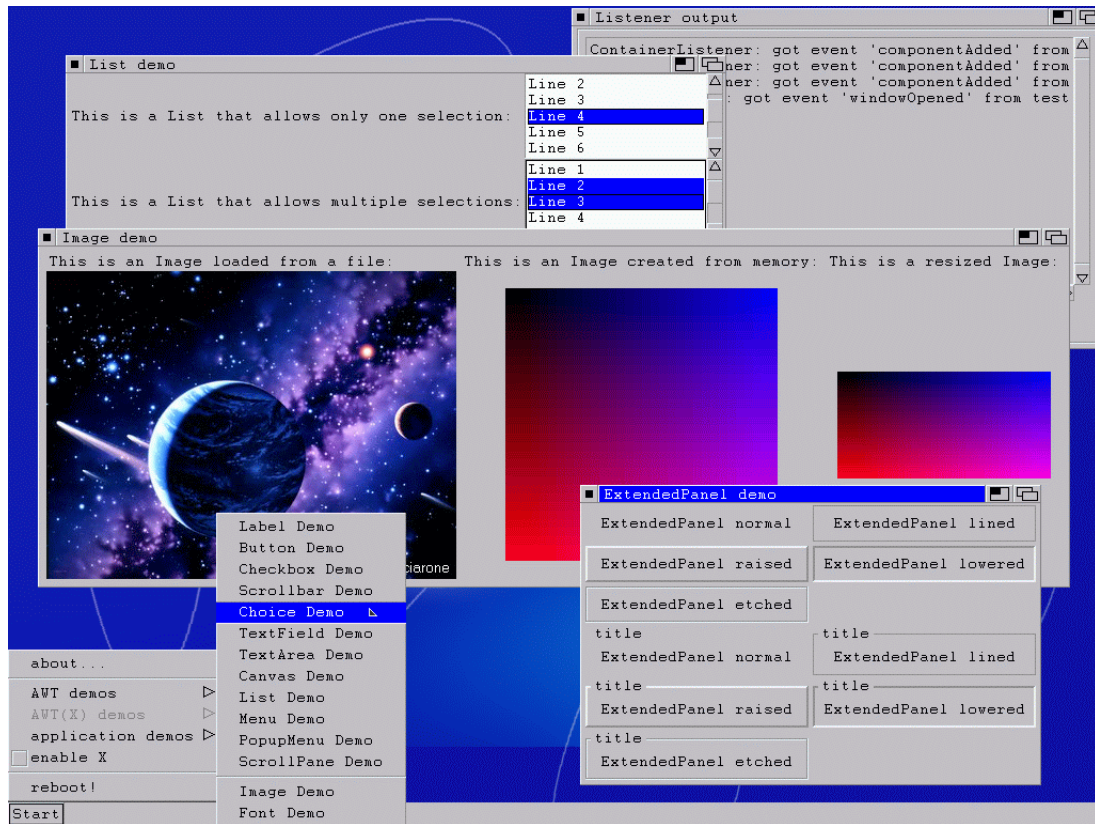 Listener output
ContainerListener: got event 'componentAdded' from
ner: got event 'componentAdded' from
ner: got event 'componentAdded' from
: got event 'windowOpened' from test
List demo
This is a List that allows only one selection:
Line 2
Line 3
Line 4
Line 5
Line 6
This is a List that allows multiple selections:
Line 1
Line 2
Line 3
Line 4
Image demo
This is an Image loaded from a file:
This is an Image created from memory:
This is a resized Image:
ciarone
ExtendedPanel demo
ExtendedPanel normal
ExtendedPanel lined
ExtendedPanel raised
ExtendedPanel lowered
ExtendedPanel etched
title
ExtendedPanel normal
title
ExtendedPanel lined
title
ExtendedPanel raised
title
ExtendedPanel lowered
title
ExtendedPanel etched
Label Demo
Button Demo
Checkbox Demo
Scrollbar Demo
Choice Demo
TextField Demo
TextArea Demo
Canvas Demo
List Demo
Menu Demo
PopupMenu Demo
ScrollPane Demo
Image Demo
Font Demo
about...
AWT demos
AWT(X) demos
application demos
enable X
reboot!
Start